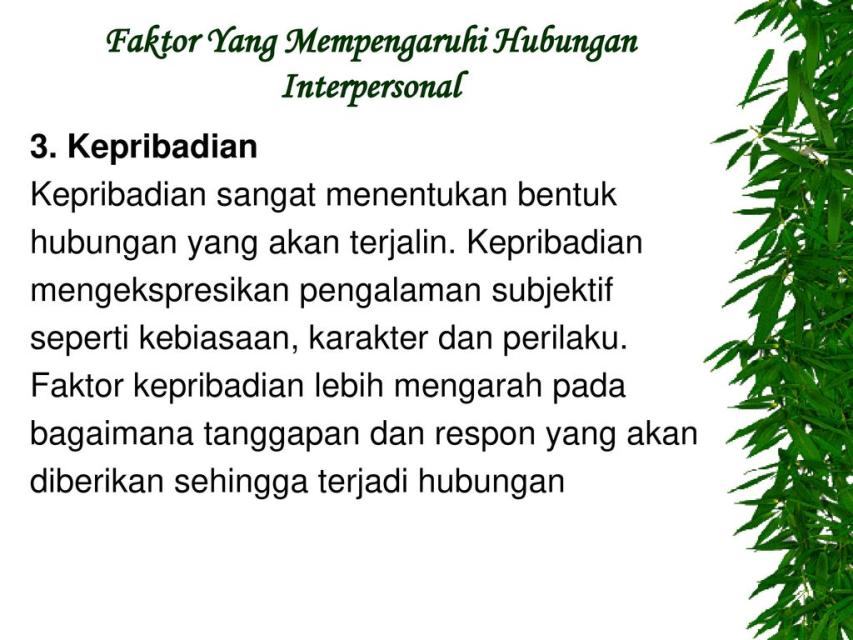 Faktor Yang Mempengaruhi Hubungan
Interpersonal
3. Kepribadian
Kepribadian sangat menentukan bentuk
hubungan yang akan terjalin. Kepribadian
mengekspresikan pengalaman subjektif
seperti kebiasaan, karakter dan perilaku.
Faktor kepribadian lebih mengarah pada
bagaimana tanggapan dan respon yang akan
diberikan sehingga terjadi hubungan